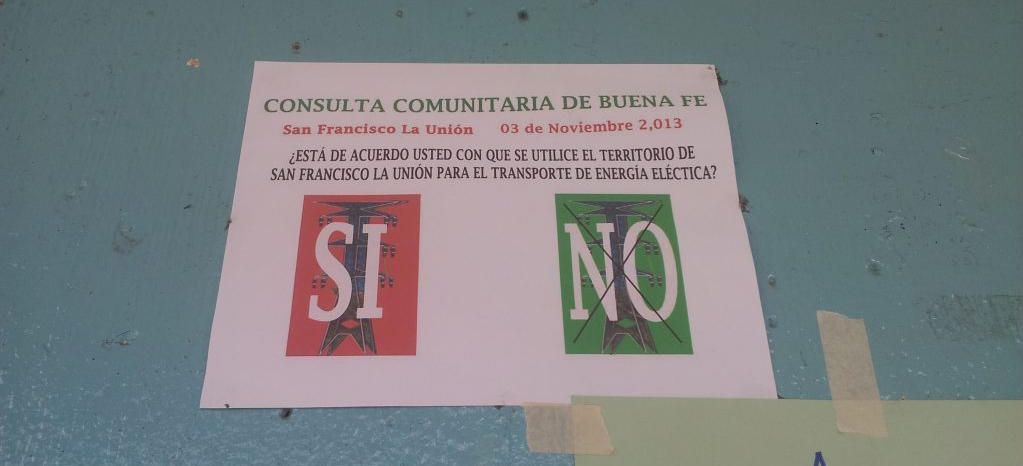 CONSULTA COMUNITARIA DE BUENA FE
San Francisco La Unión 03 de Noviembre 2,013
¿ESTÁ DE ACUERDO USTED CON QUE SE UTILICE EL TERRITORIO DE
SAN FRANCISCO LA UNIÓN PARA EL TRANSPORTE DE ENERGÍA ELÉCTICA?
SI NO